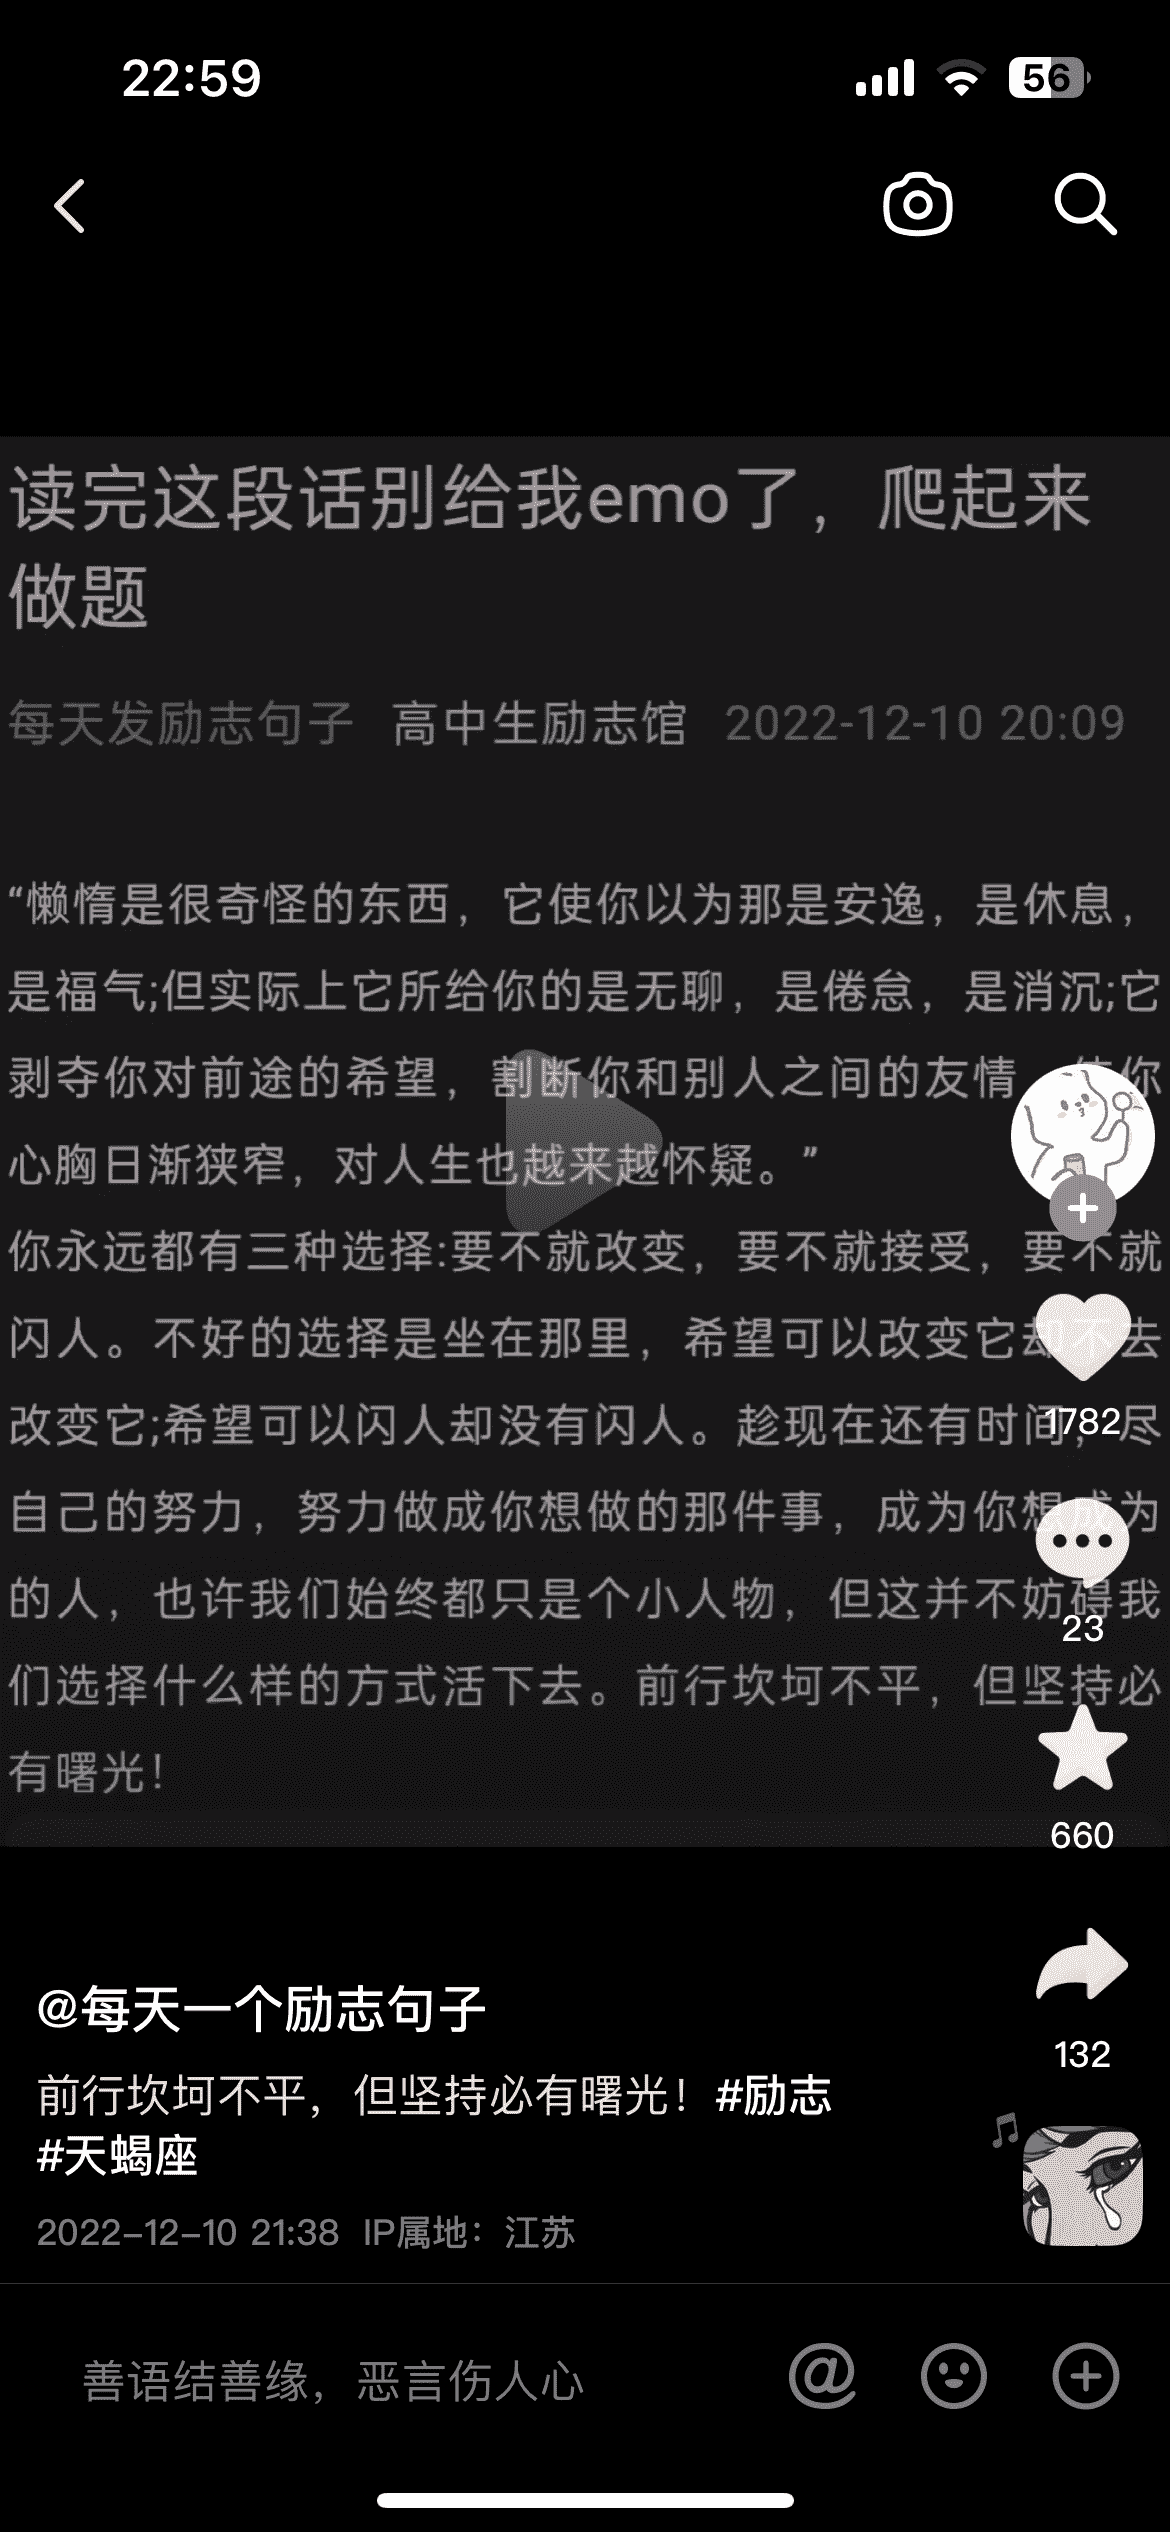 22:59
56
读完这段话别给我emo了，爬起来
做题
每天发励志句子 高中生励志馆 2022-12-10 20:09
“懒惰是很奇怪的东西，它使你以为那是安逸，是休息，
是福气;但实际上它所给你的是无聊，是倦怠，是消沉;它
剥夺你对前途的希望，割断你和别人之间的友情，使你
心胸日渐狭窄，对人生也越来越怀疑。”
你永远都有三种选择:要不就改变，要不就接受，要不就
闪人。不好的选择是坐在那里，希望可以改变它却不去
改变它;希望可以闪人却没有闪人。趁现在还有时间，尽
自己的努力，努力做成你想做的那件事，成为你想成为
的人，也许我们始终都只是个小人物，但这并不妨碍我
们选择什么样的方式活下去。前行坎坷不平，但坚持必
有曙光！
1782
23
660
132
@每天一个励志句子
前行坎坷不平，但坚持必有曙光！#励志
#天蝎座
2022-12-10 21:38 IP属地：江苏
善语结善缘，恶言伤人心